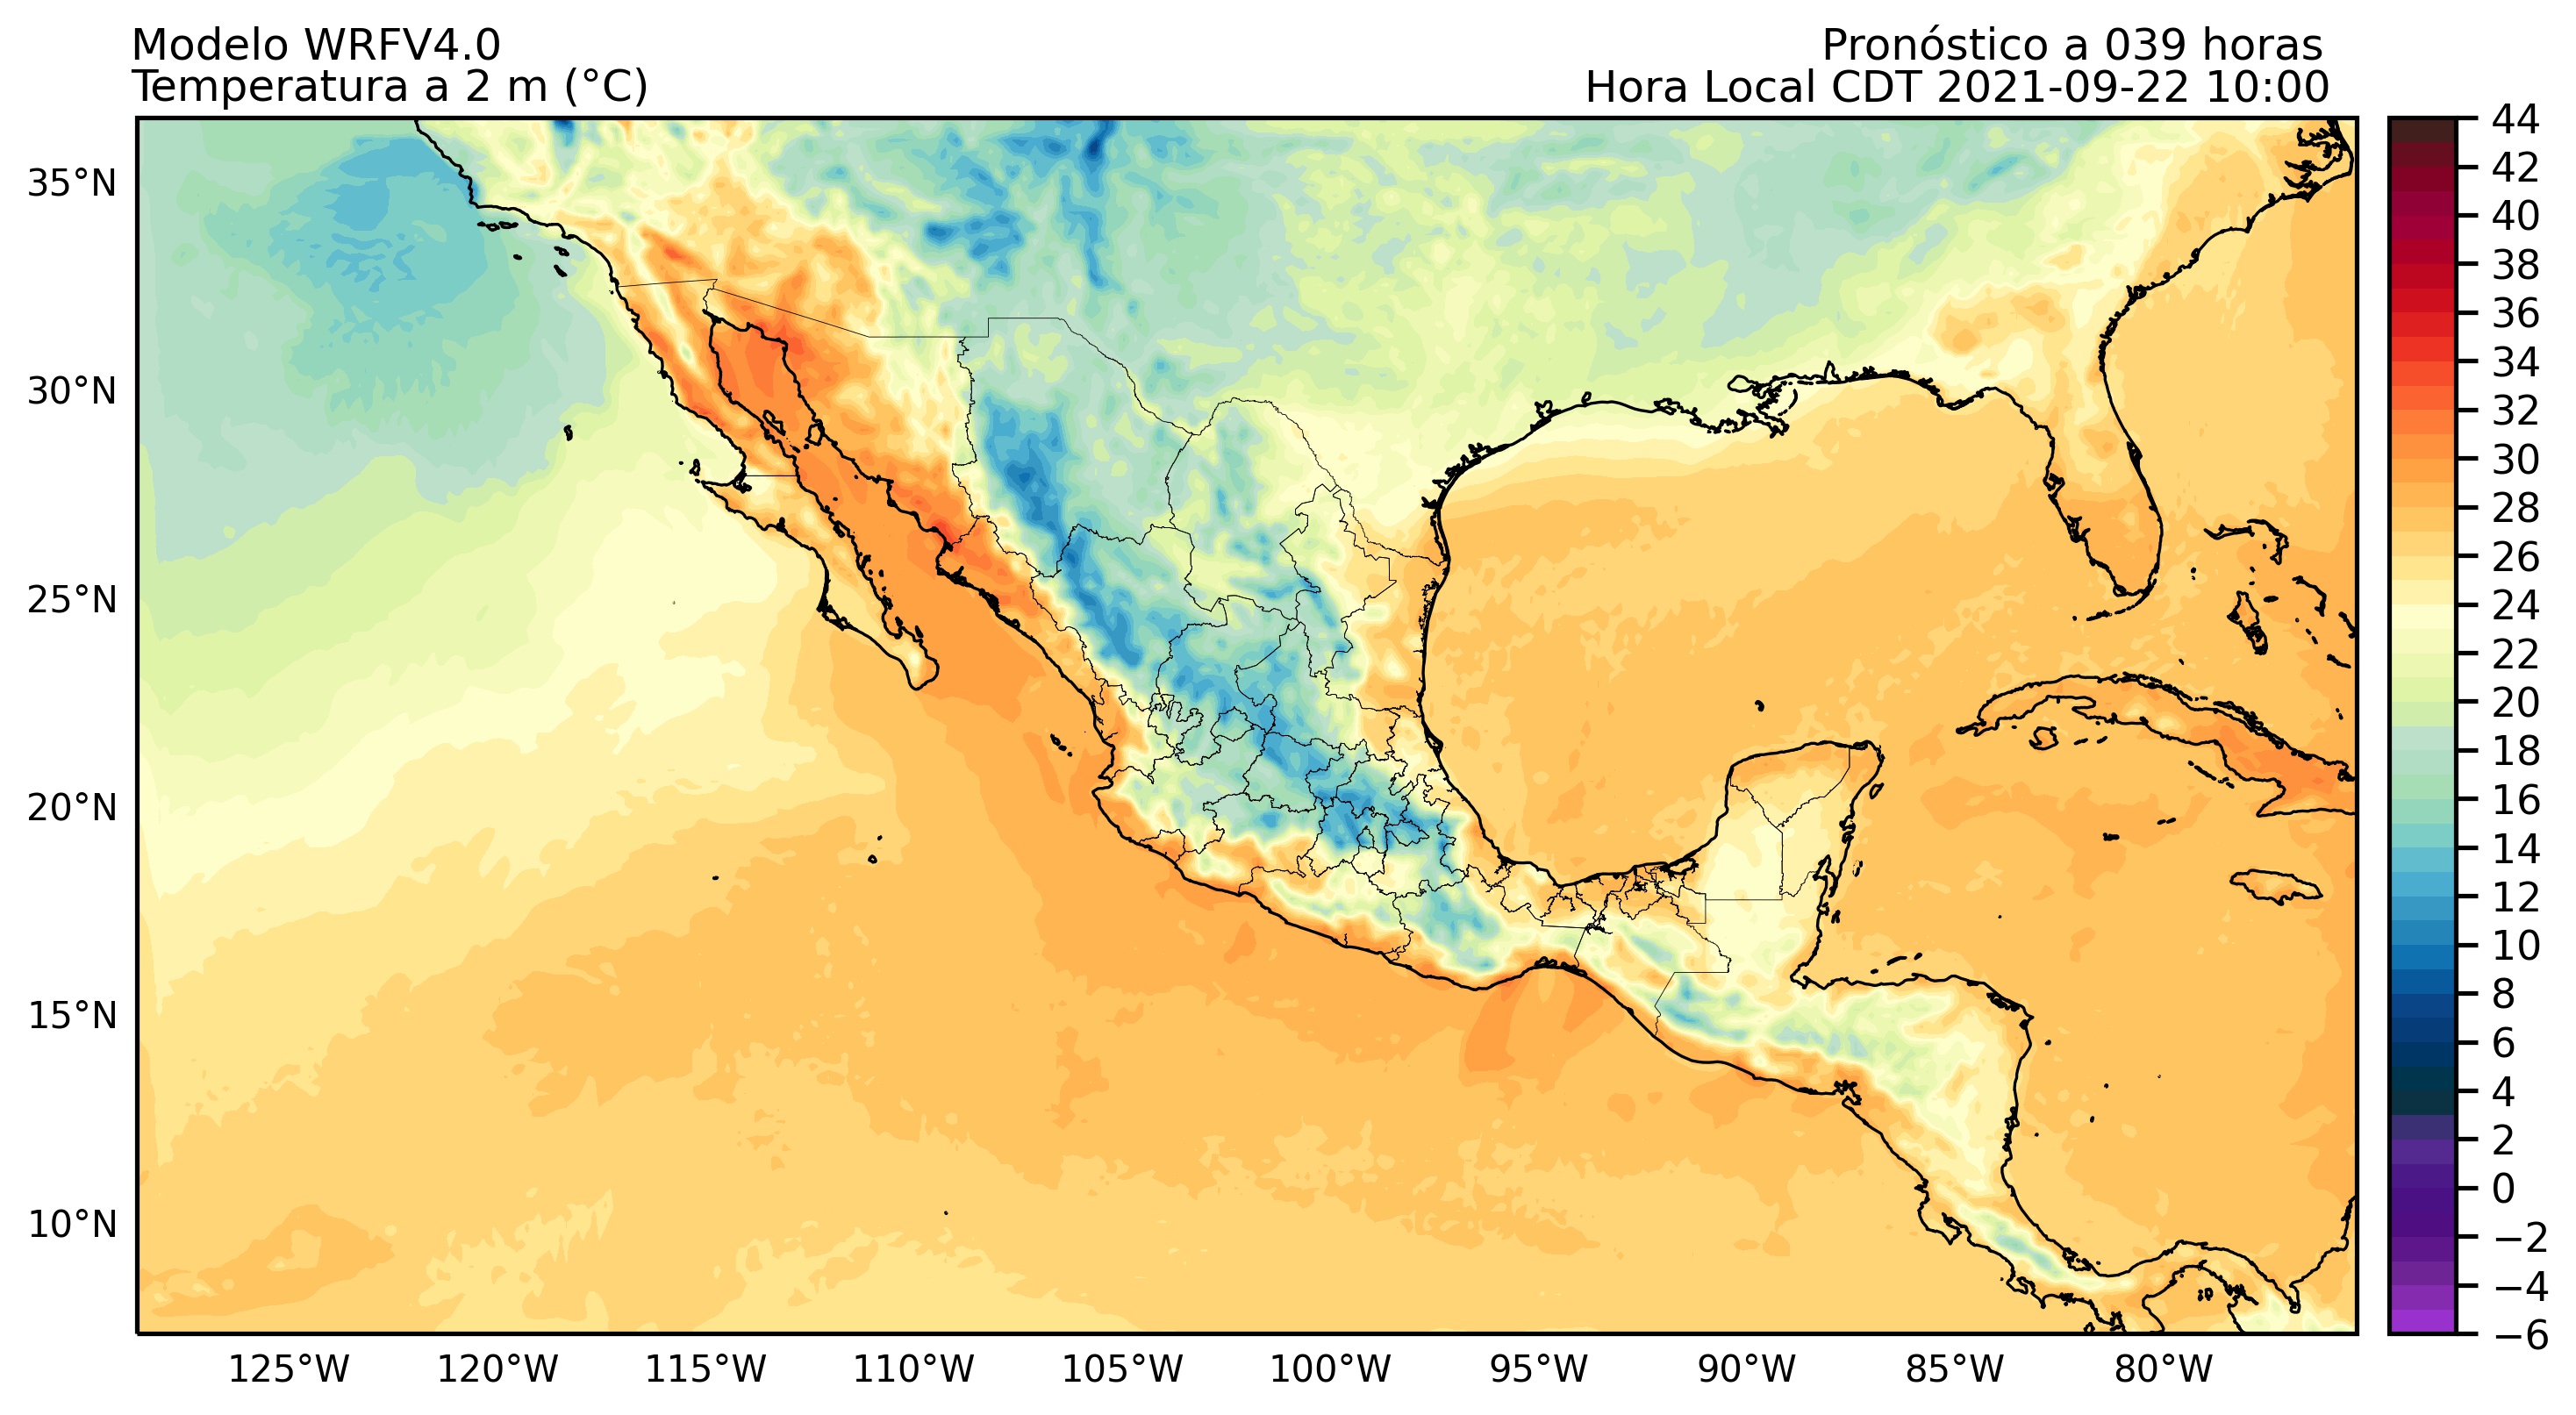 Modelo WRFV4.0
Temperatura a 2 m (°C)
Pronóstico a 039 horas
Hora Local CDT 2021-09-22 10:00
35°N
30°N
25°N
20°N
15°N
10°N
125°W
120°W
115°W
110°W
105°W
100°W
95°W
90°W
85°W
80°W
44
42
40
38
36
34
32
30
28
26
24
22
20
18
16
14
12
10
8
6
4
2
0
−2
−4
−6